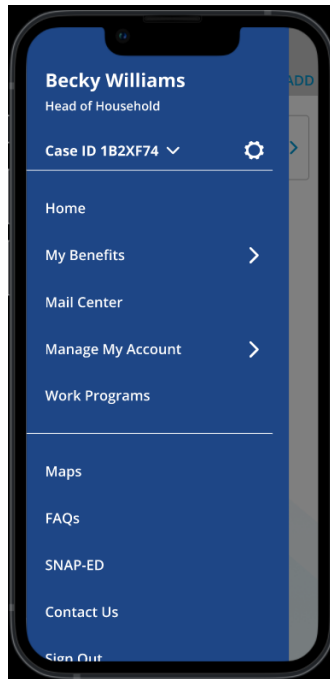 Becky Williams
ADD
Head of Household
Case ID 1B2XF74
Home
My Benefits
Mail Center
Manage My Account
Work Programs
Maps
FAQs
SNAP-ED
Contact Us
Sign Out